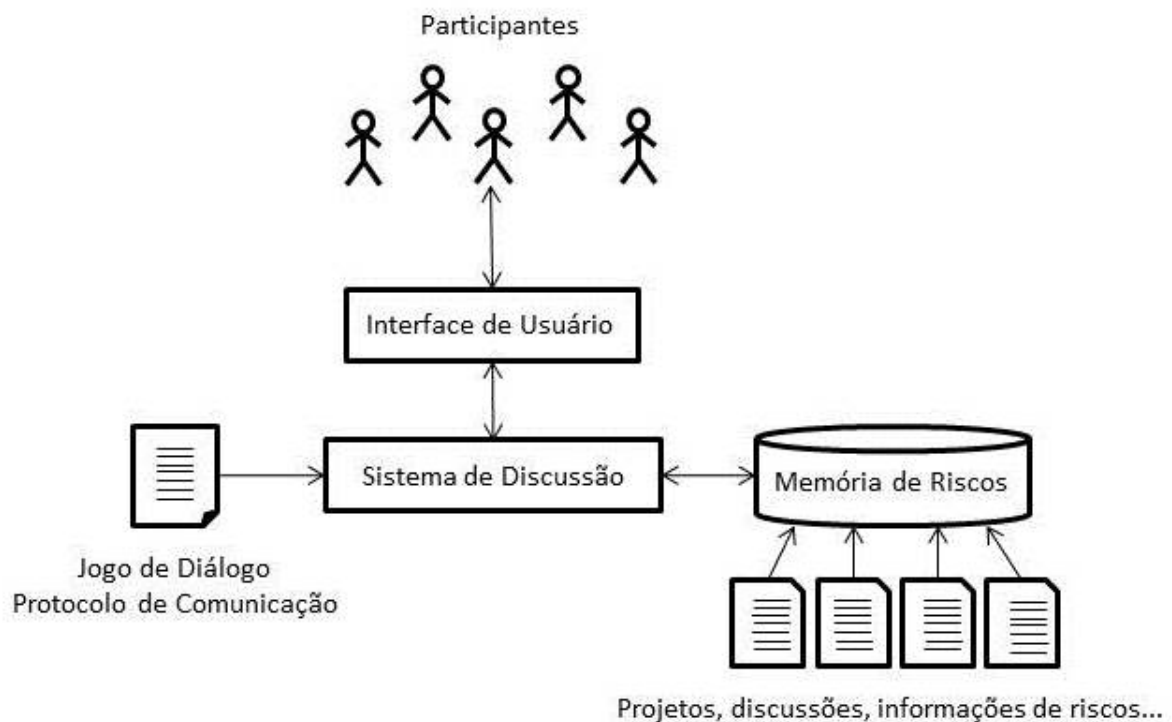 Participantes
Interface de Usuário
Sistema de Discussão
Memória de Riscos
Jogo de Diálogo
Protocolo de Comunicação
Projetos, discussões, informações de riscos...